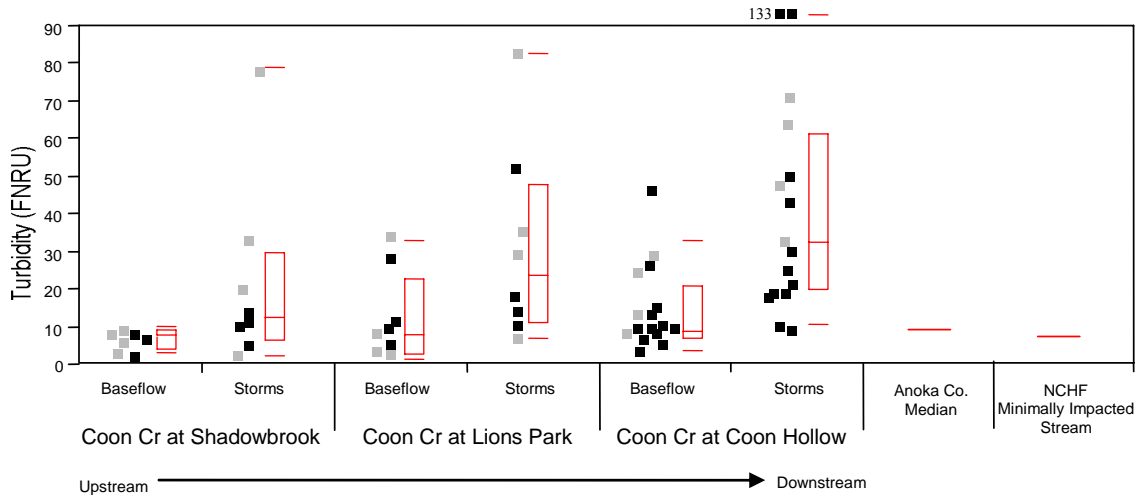 133
90
80
70
60
50
40
30
20
10
0
Turbidity (FNRU)
Baseflow Storms Baseflow Storms Baseflow Storms Anoka Co. NCHF
Median Minimally Impacted
Stream
Coon Cr at Shadowbrook Coon Cr at Lions Park Coon Cr at Coon Hollow
Upstream Downstream